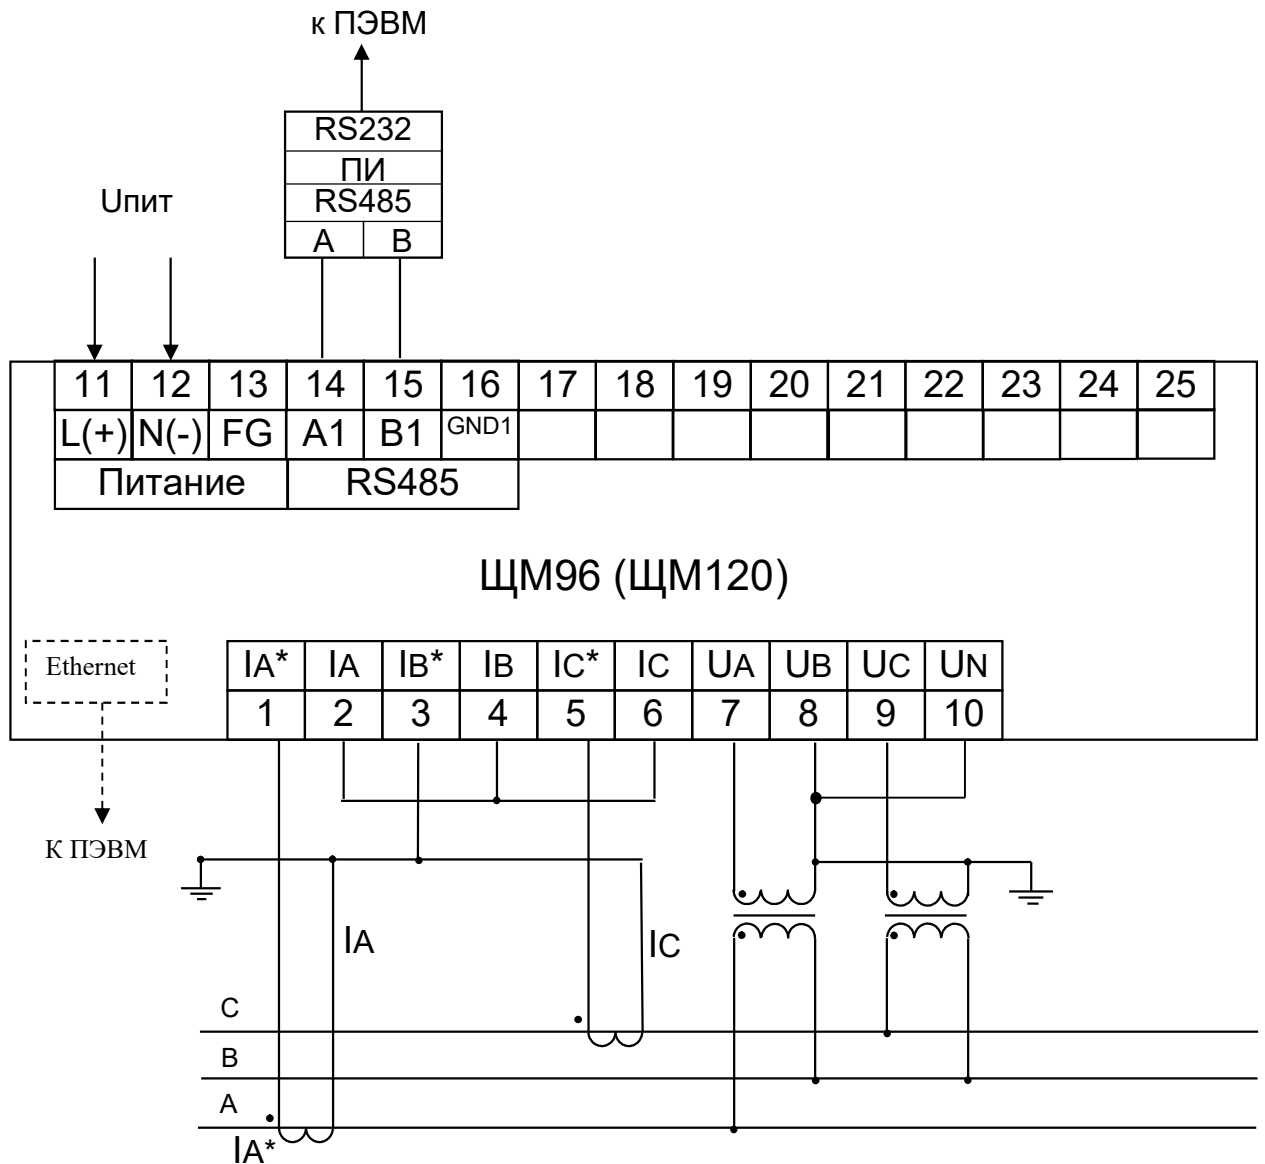 к ПЭВМ
RS232
ПИ
RS485
A B
Uпит
11 12 13 14 15 16 17 18 19 20 21 22 23 24 25
L(+) N(-) FG A1 B1 GND1
Питание RS485
ЩМ96 (ЩМ120)
Ethernet
IA* IA IB* IB IC* IC UA UB UC UN
1 2 3 4 5 6 7 8 9 10
К ПЭВМ
IA IC
C
B
A
IA*